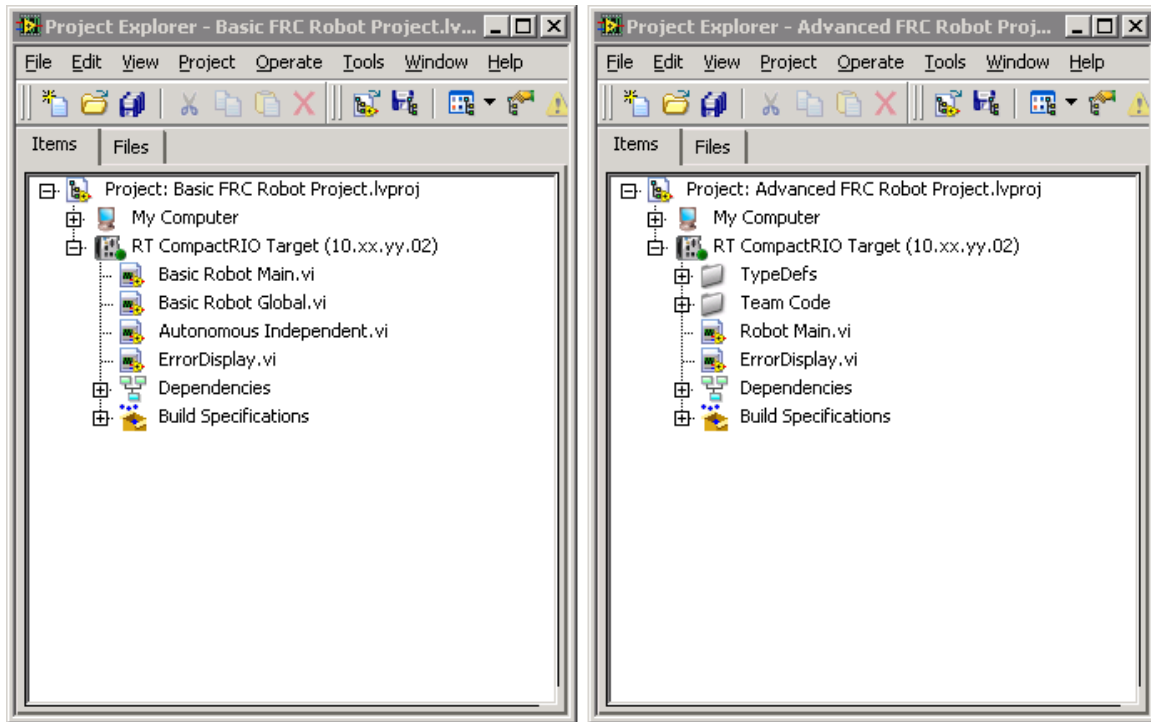 Project Explorer - Basic FRC Robot Project.lv...
File Edit View Project Operate Tools Window Help
Items Files
Project: Basic FRC Robot Project.lvproj
My Computer
RT CompactRIO Target (10.xx.yy.02)
Basic Robot Main.vi
Basic Robot Global.vi
Autonomous Independent.vi
ErrorDisplay.vi
Dependencies
Build Specifications
Project Explorer - Advanced FRC Robot Proj...
File Edit View Project Operate Tools Window Help
Items Files
Project: Advanced FRC Robot Project.lvproj
My Computer
RT CompactRIO Target (10.xx.yy.02)
TypeDefs
Team Code
Robot Main.vi
ErrorDisplay.vi
Dependencies
Build Specifications